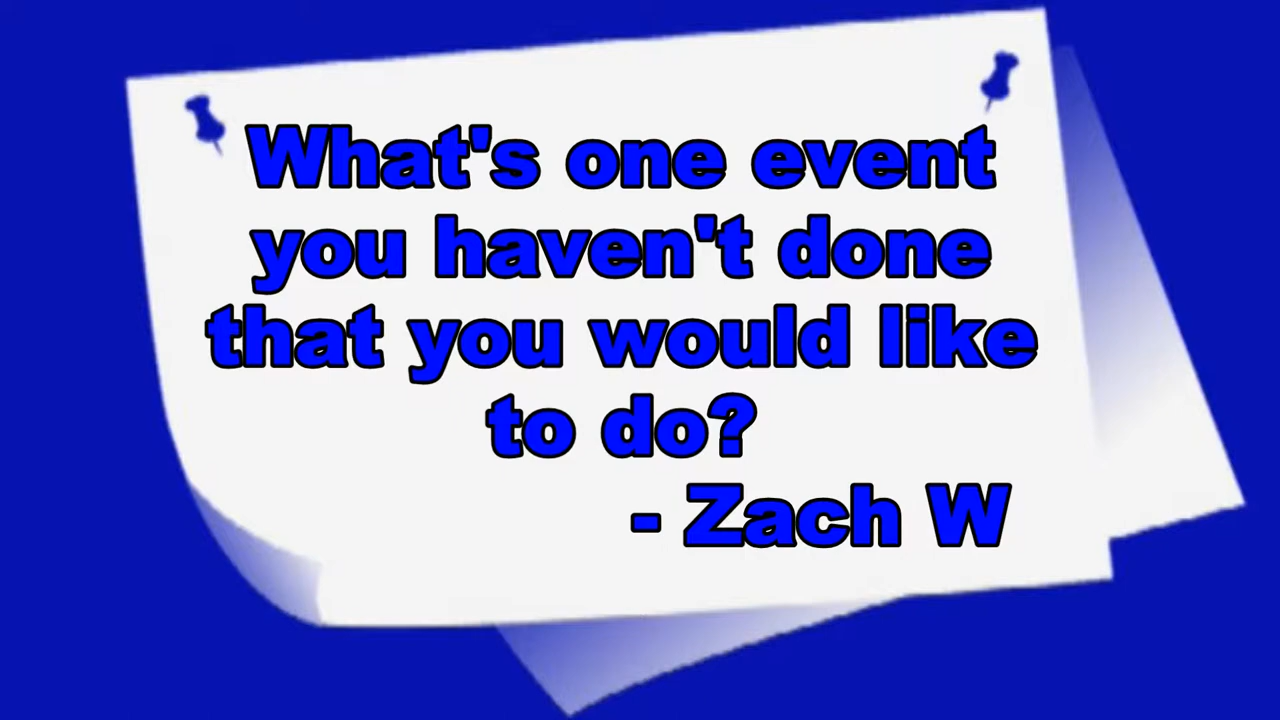 What's one event
you haven't done
that you would like
to do?
- Zach W